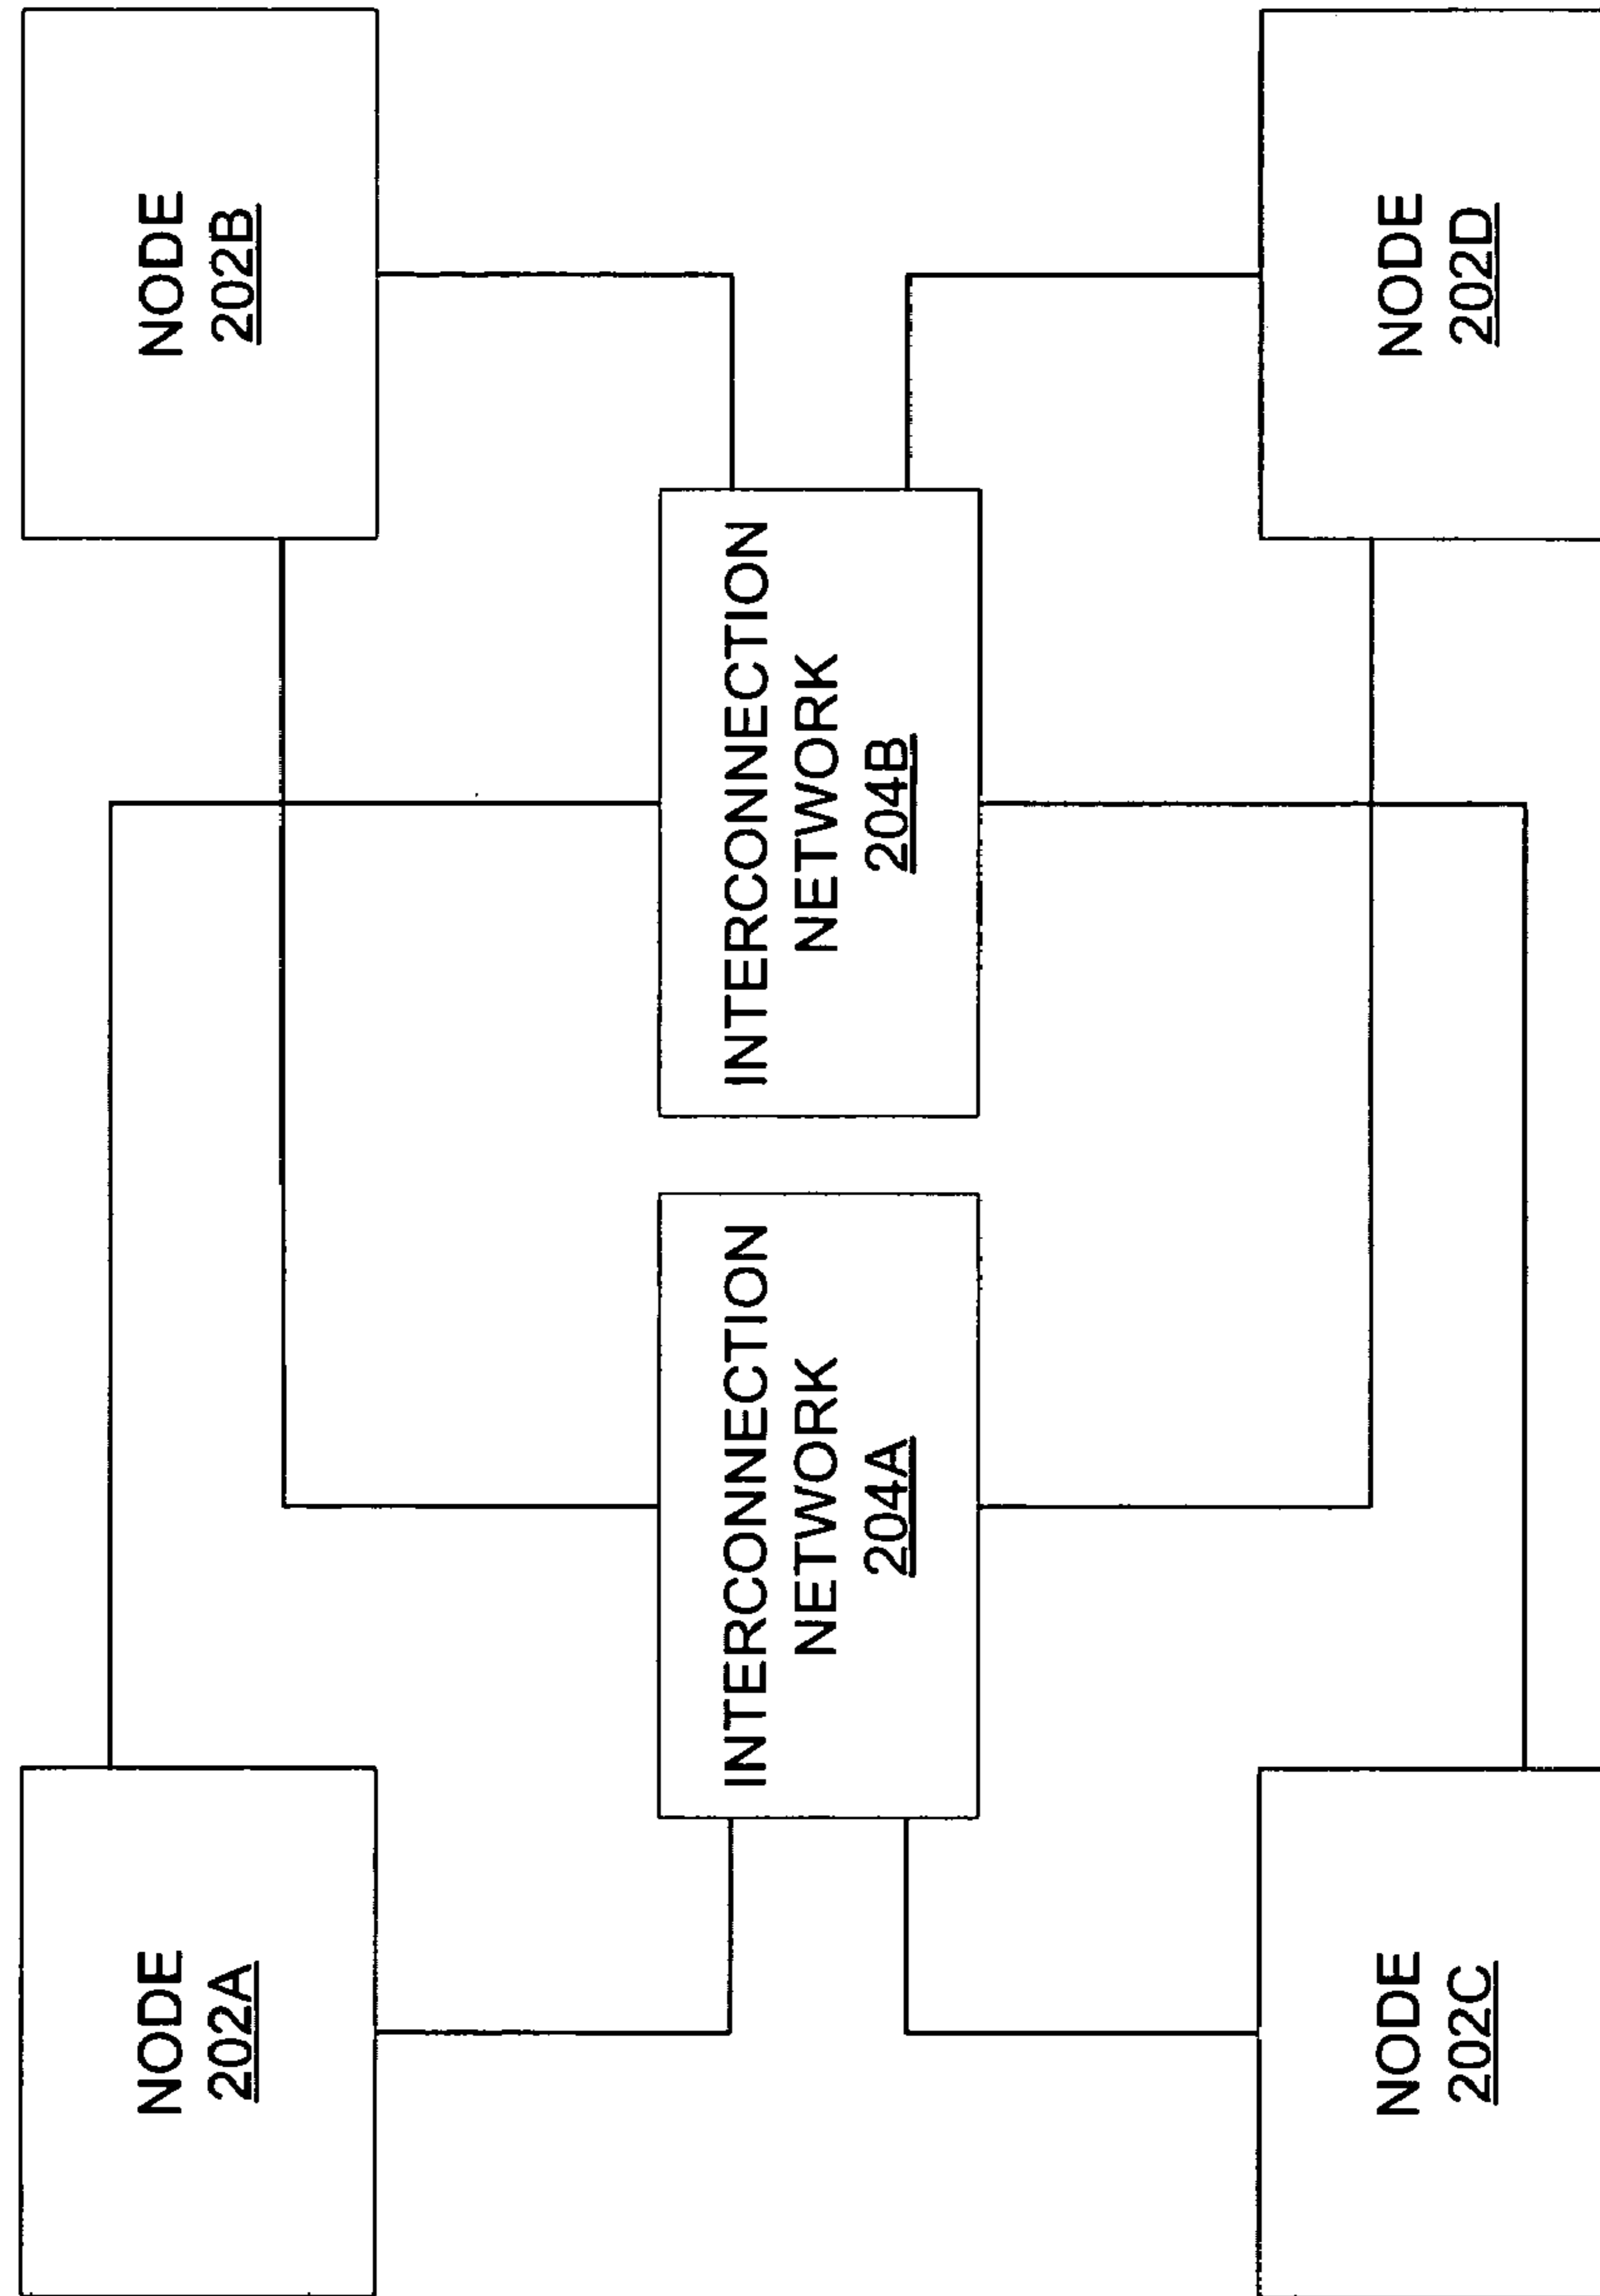 NODE
202A
NODE
202B
INTERCONNECTION
NETWORK
204A
INTERCONNECTION
NETWORK
204B
NODE
202C
NODE
202D